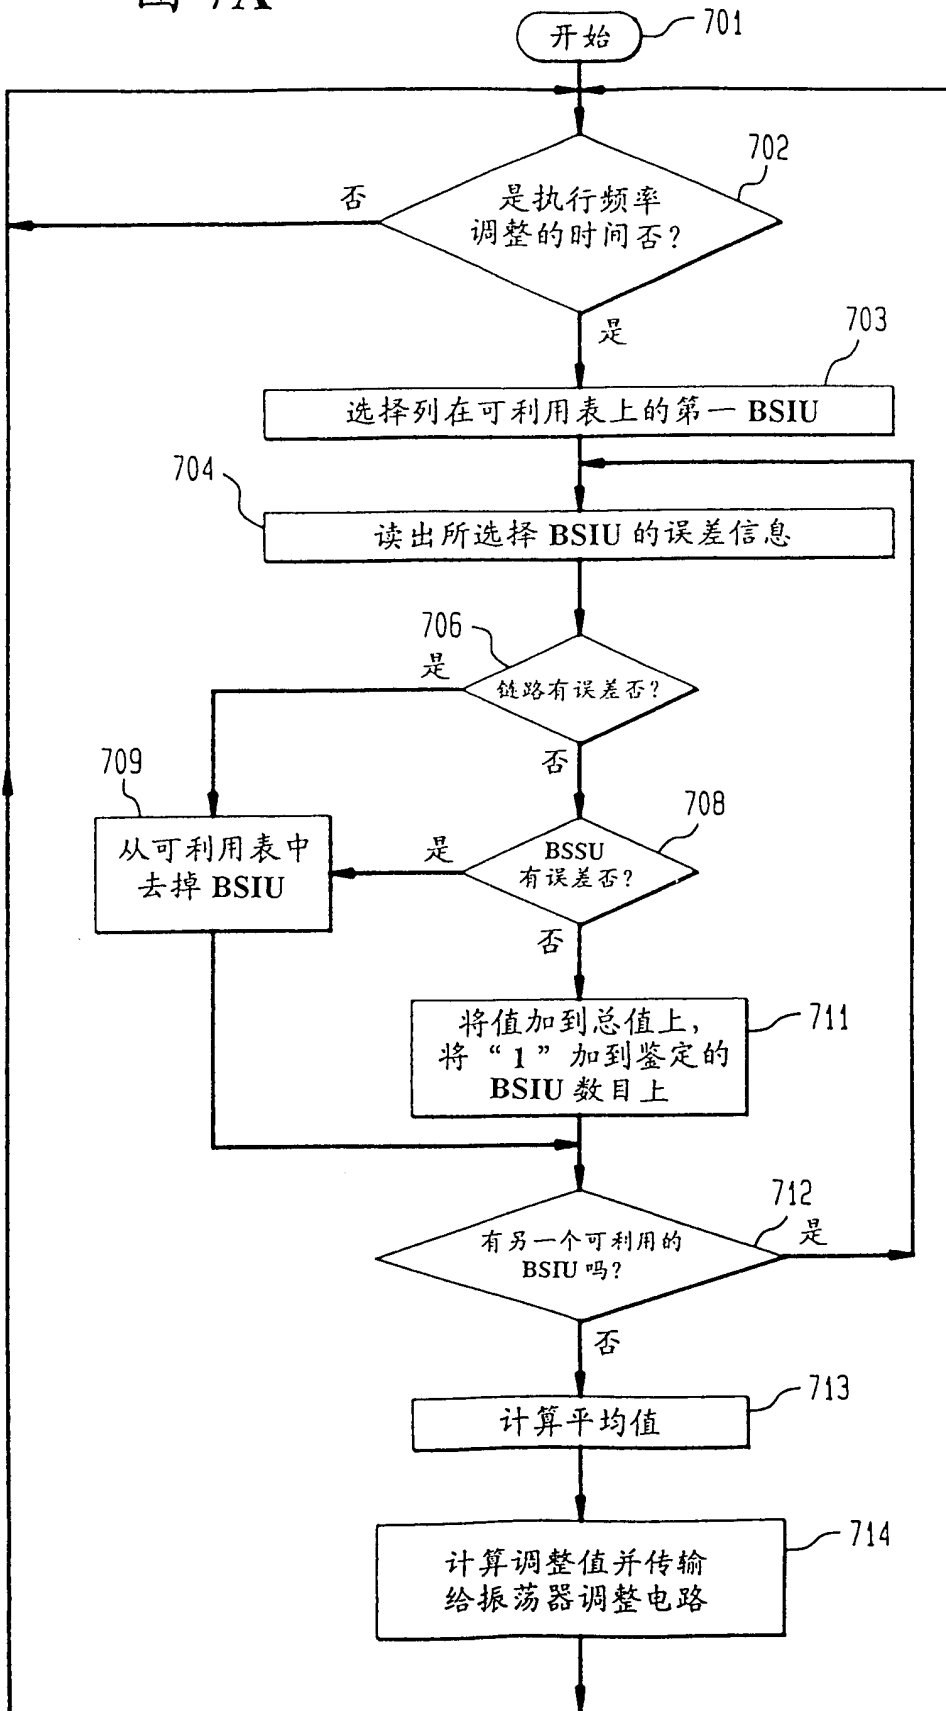 图 7A
开始
701
702
是执行频率
调整的时间否？
否
是
703
选择列在可利用表上的第一 BSIU
704
读出所选择 BSIU 的误差信息
706
是
链路有误差否？
否
709
从可利用表中
去掉 BSIU
708
是
BSSU
有误差否？
否
711
将值加到总值上，
将“1”加到鉴定的
BSIU 数目上
712
是
有另一个可利用的
BSIU 吗？
否
713
计算平均值
714
计算调整值并传输
给振荡器调整电路